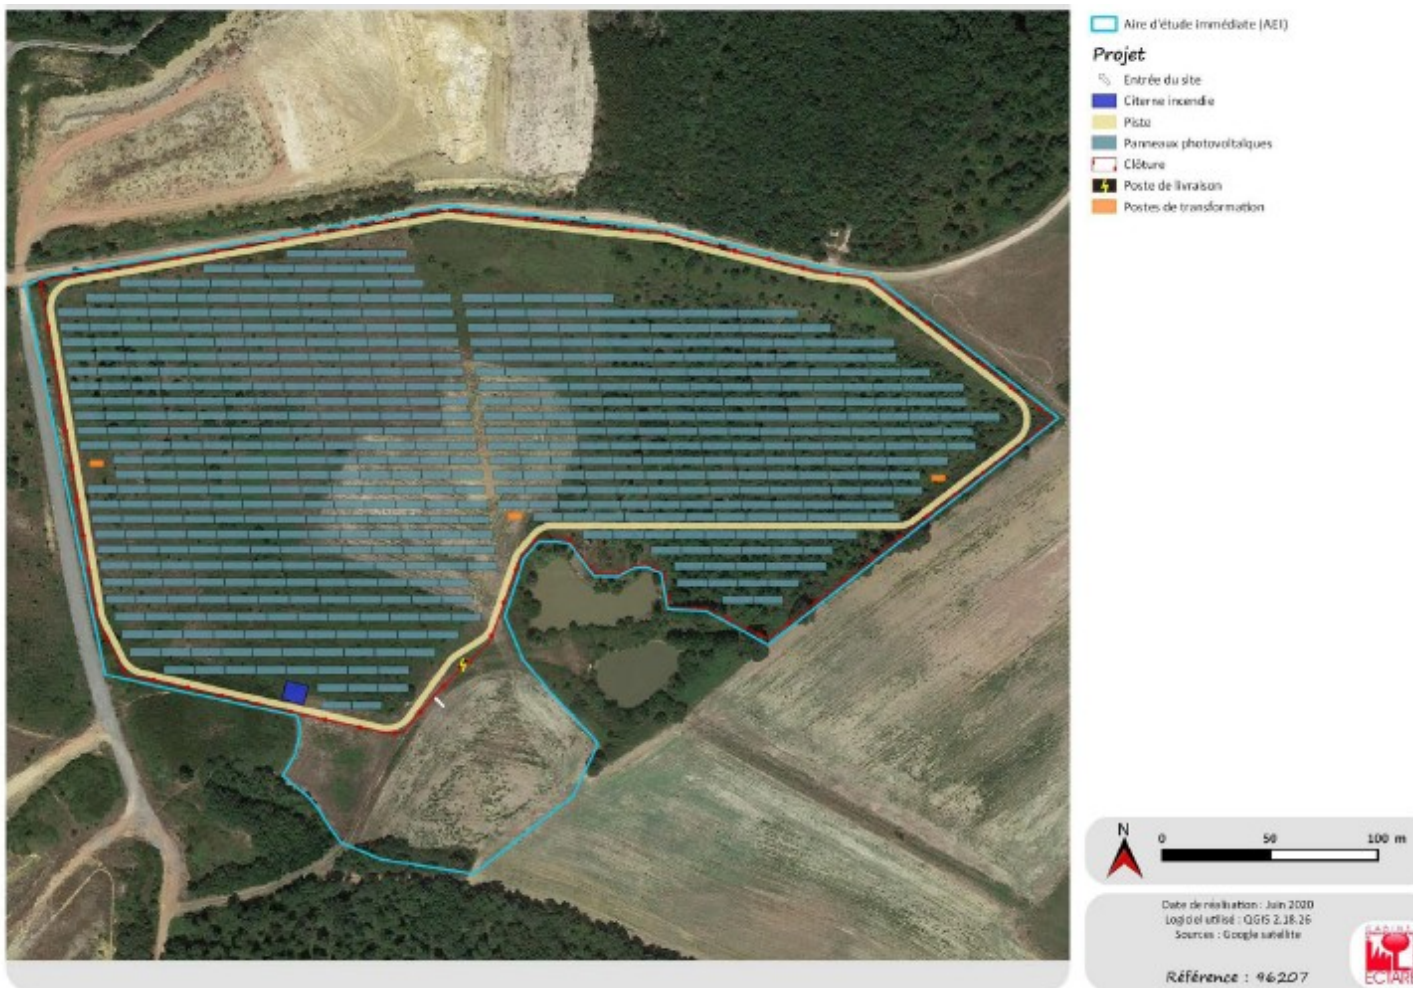 Aire d'étude immédiate (AEI)
Projet
Entrée du site
Citerne incendie
Piste
Panneaux photovoltaïques
Clôture
Poste de livraison
Postes de transformation
N
0 50 100 m
Date de réalisation : Juin 2020
Logiciel utilisé : QGIS 2.18.26
Sources : Google satellite
Référence : 96207
CABINET
ECTARE